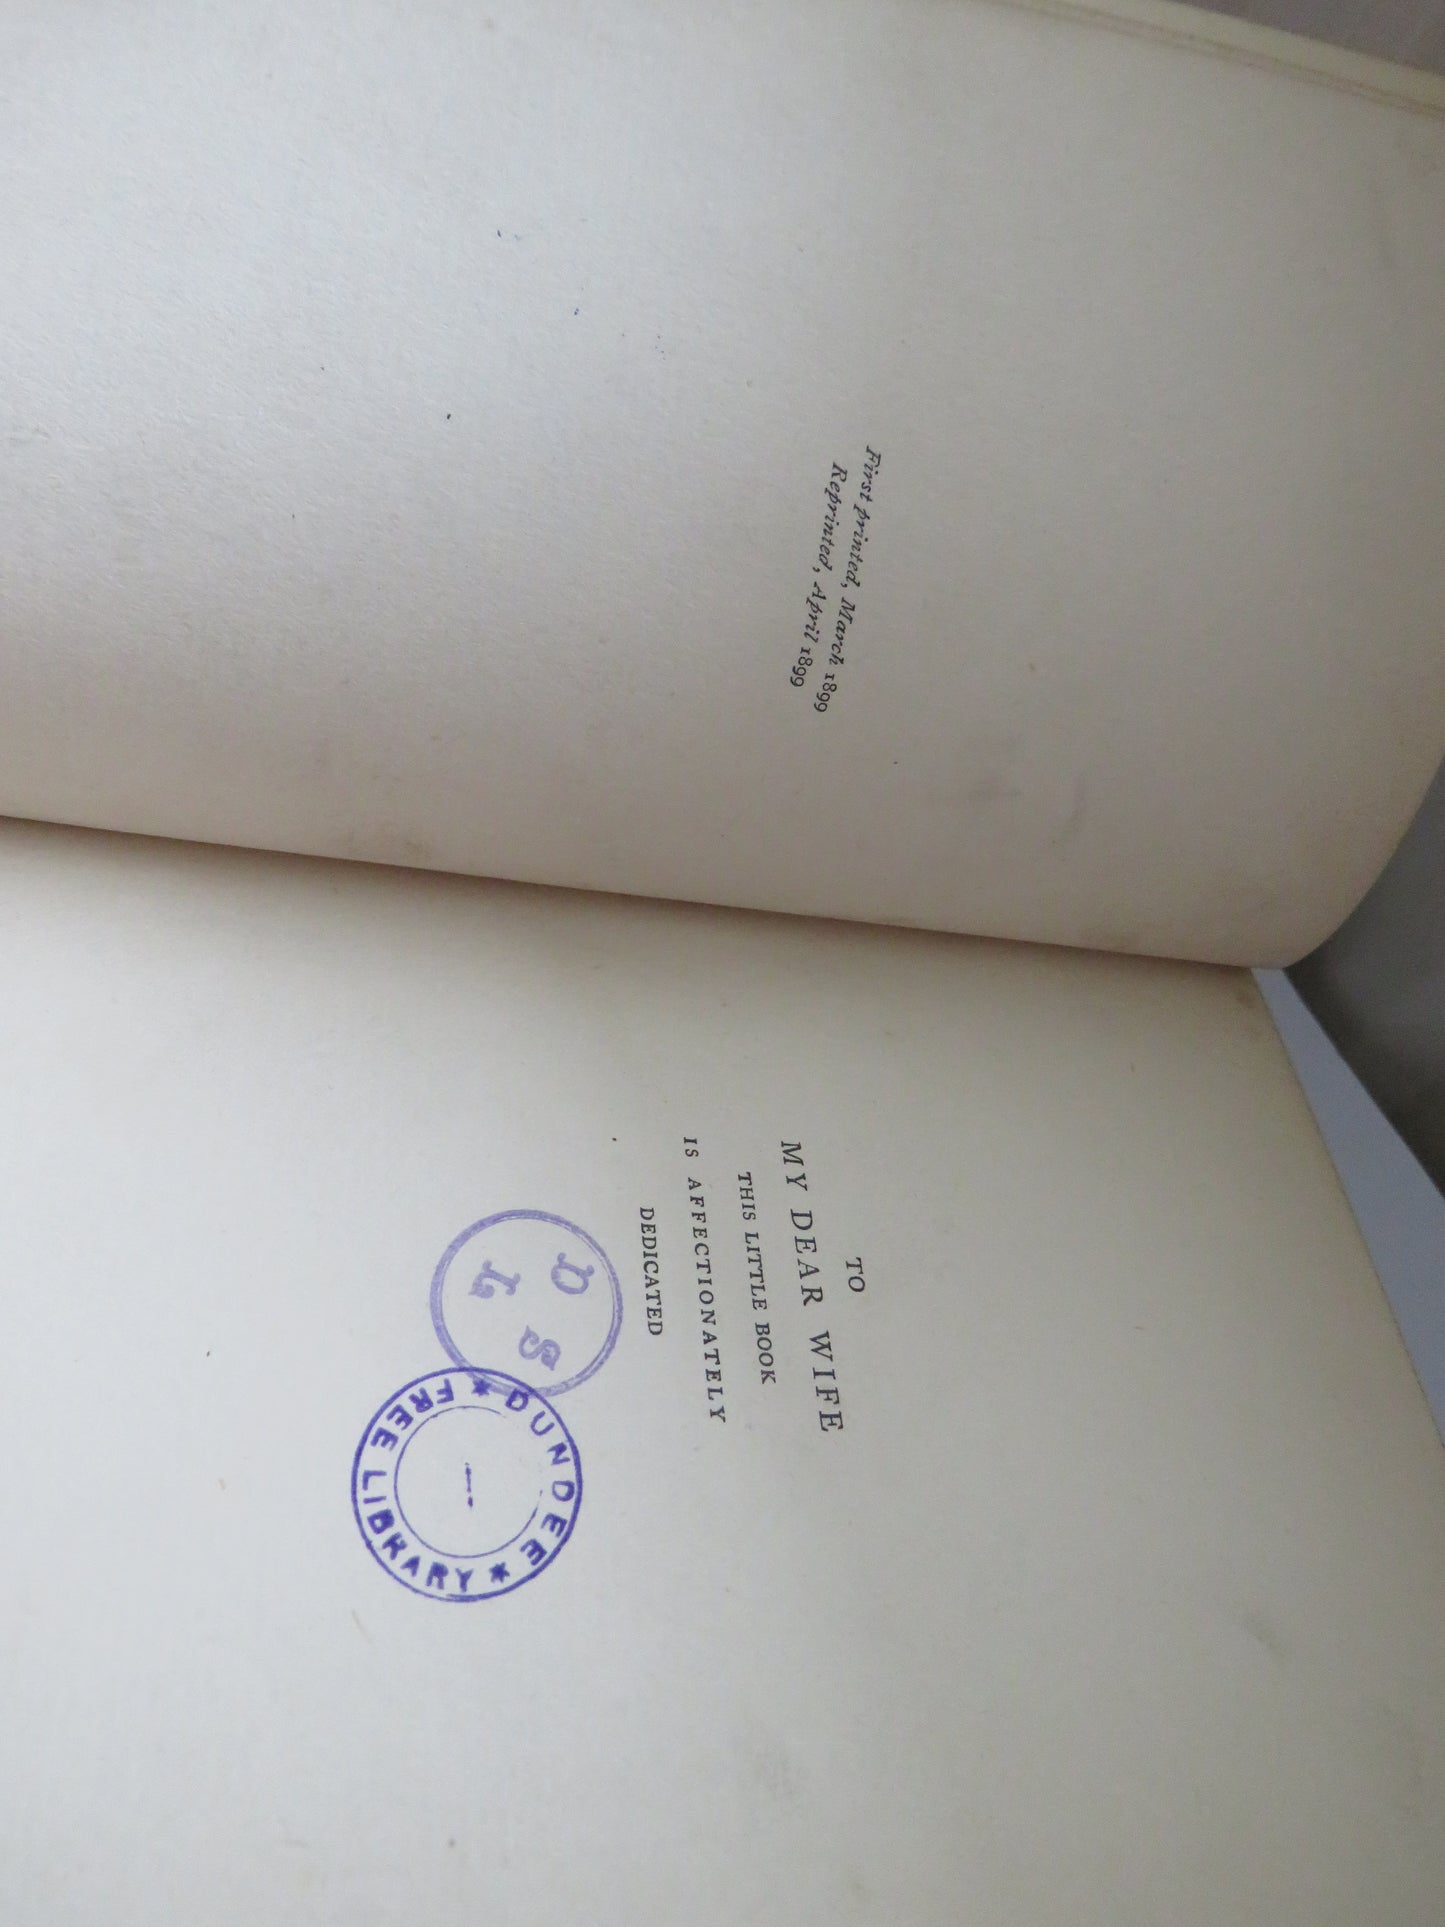 First printed, March 1899
Reprinted, April 1899
TO
MY DEAR WIFE
THIS LITTLE BOOK
IS AFFECTIONATELY
DEDICATED
D S
L
* DUNDEE *
FREE LIBRARY